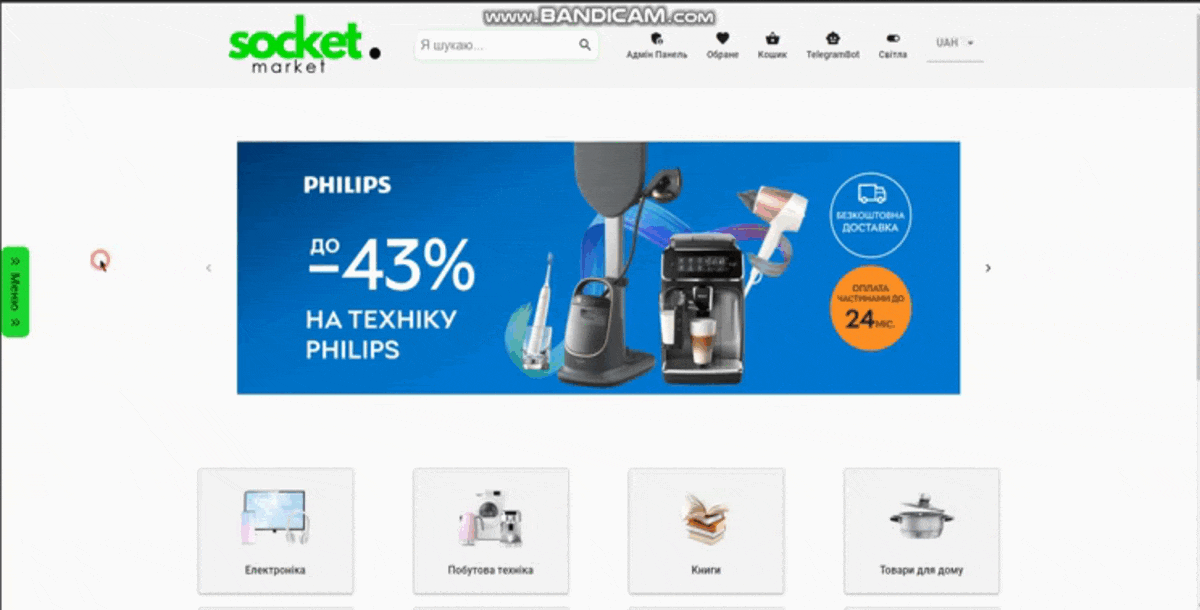 www.BANDICAM.com
socket.
market
Я шукаю...
Адмін Панель
Обране
Кошик
TelegramBot
Світла
UAH
PHILIPS
ДО
–43%
НА ТЕХНІКУ
PHILIPS
БЕЗКОШТОВНА
ДОСТАВКА
ОПЛАТА
ЧАСТИНАМИ ДО
24 МІС.
Меню
Електроніка
Побутова техніка
Книги
Товари для дому